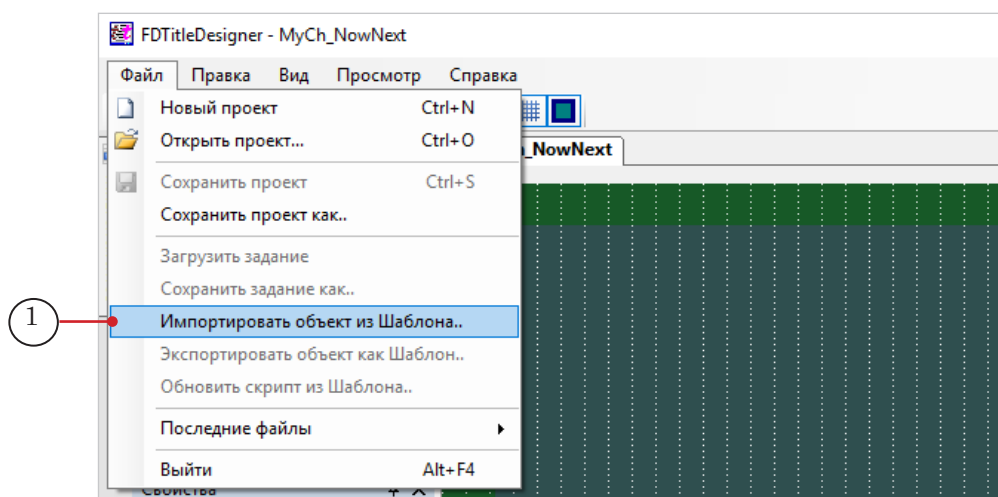 FDTitleDesigner - MyCh_NowNext
Файл Правка Вид Просмотр Справка
Новый проект Ctrl+N
Открыть проект... Ctrl+O
_NowNext
Сохранить проект Ctrl+S
Сохранить проект как..
Загрузить задание
Сохранить задание как..
1
Импортировать объект из Шаблона..
Экспортировать объект как Шаблон..
Обновить скрипт из Шаблона..
Последние файлы
Выйти Alt+F4
Свойства